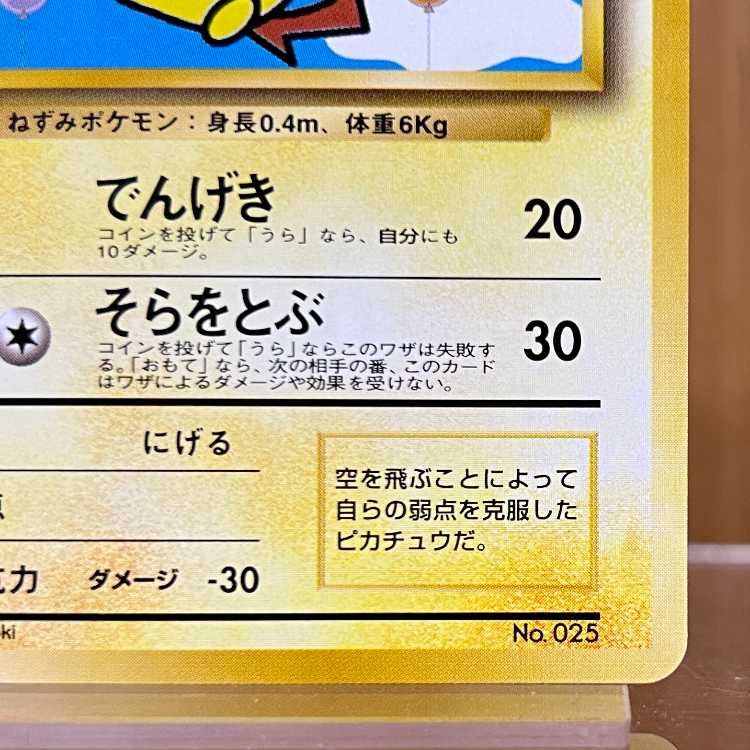 ねずみポケモン：身長0.4m、体重6Kg
でんげき 20
コインを投げて「うら」なら、自分にも
10ダメージ。
そらをとぶ 30
コインを投げて「うら」ならこのワザは失敗す
る。「おもて」なら、次の相手の番、このカード
はワザによるダメージや効果を受けない。
にげる
空を飛ぶことによって
自らの弱点を克服した
ピカチュウだ。
力 ダメージ -30
ki No. 025